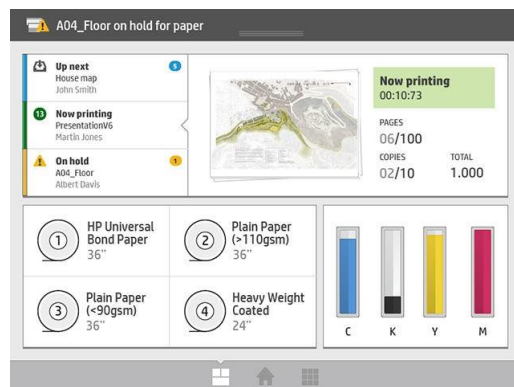 A04_Floor on hold for paper
Up next
5
House map
John Smith
13
Now printing
PresentationV6
Martin Jones
On hold
1
A04_Floor
Albert Davis
Now printing
00:10:73
PAGES
06/100
COPIES
TOTAL
02/10
1.000
1
HP Universal
Bond Paper
36"
2
Plain Paper
(>110gsm)
36"
3
Plain Paper
(<90gsm)
36"
4
Heavy Weight
Coated
24"
C
K
Y
M